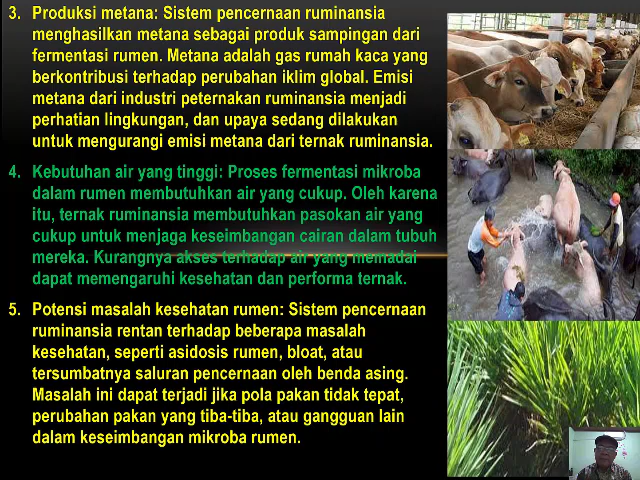 3. Produksi metana: Sistem pencernaan ruminansia
menghasilkan metana sebagai produk sampingan dari
fermentasi rumen. Metana adalah gas rumah kaca yang
berkontribusi terhadap perubahan iklim global. Emisi
metana dari industri peternakan ruminansia menjadi
perhatian lingkungan, dan upaya sedang dilakukan
untuk mengurangi emisi metana dari ternak ruminansia.
4. Kebutuhan air yang tinggi: Proses fermentasi mikroba
dalam rumen membutuhkan air yang cukup. Oleh karena
itu, ternak ruminansia membutuhkan pasokan air yang
cukup untuk menjaga keseimbangan cairan dalam tubuh
mereka. Kurangnya akses terhadap air yang memadai
dapat memengaruhi kesehatan dan performa ternak.
5. Potensi masalah kesehatan rumen: Sistem pencernaan
ruminansia rentan terhadap beberapa masalah
kesehatan, seperti asidosis rumen, bloat, atau
tersumbatnya saluran pencernaan oleh benda asing.
Masalah ini dapat terjadi jika pola pakan tidak tepat,
perubahan pakan yang tiba-tiba, atau gangguan lain
dalam keseimbangan mikroba rumen.